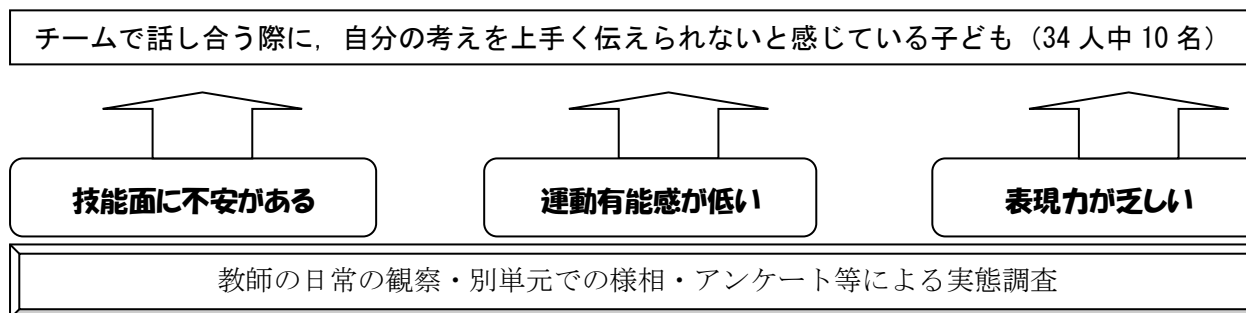 チームで話し合う際に，自分の考えを上手く伝えられないと感じている子ども（34 人中 10 名）
技能面に不安がある
運動有能感が低い
表現力が乏しい
教師の日常の観察・別単元での様相・アンケート等による実態調査